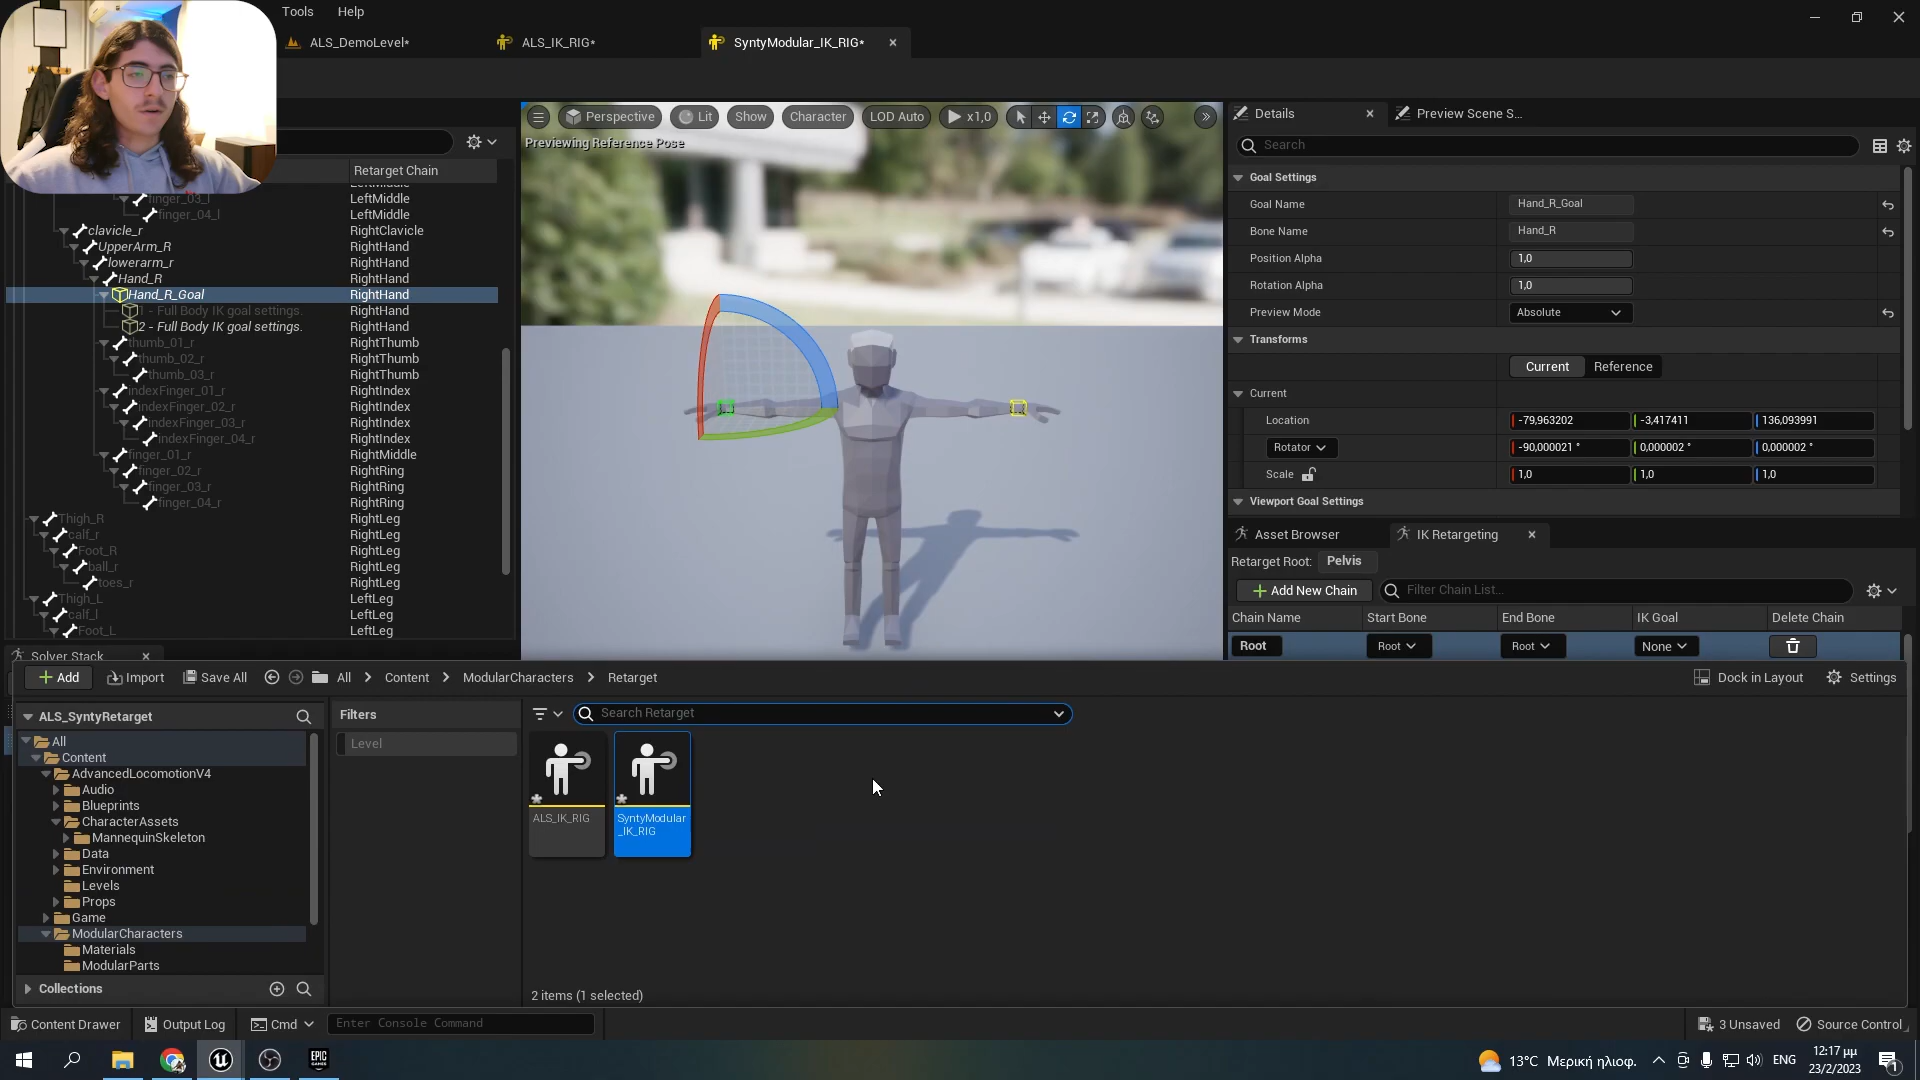 Tools Help
ALS_DemoLevel*
ALS_IK_RIG*
SyntyModular_IK_RIG*
Retarget Chain
LeftMiddle
finger_03_l LeftMiddle
finger_04_l LeftMiddle
clavicle_r RightClavicle
UpperArm_R RightHand
lowerarm_r RightHand
Hand_R RightHand
Hand_R_Goal RightHand
1 - Full Body IK goal settings. RightHand
2 - Full Body IK goal settings. RightHand
thumb_01_r RightThumb
thumb_02_r RightThumb
thumb_03_r RightThumb
indexFinger_01_r RightIndex
indexFinger_02_r RightIndex
indexFinger_03_r RightIndex
indexFinger_04_r RightIndex
finger_01_r RightMiddle
finger_02_r RightRing
finger_03_r RightRing
finger_04_r RightRing
Thigh_R RightLeg
calf_r RightLeg
Foot_R RightLeg
ball_r RightLeg
toes_r RightLeg
Thigh_L LeftLeg
calf_l LeftLeg
Foot_L LeftLeg
Solver Stack
Perspective Lit Show Character LOD Auto x1,0
Previewing Reference Pose
Details
Preview Scene S...
Search
Goal Settings
Goal Name Hand_R_Goal
Bone Name Hand_R
Position Alpha 1,0
Rotation Alpha 1,0
Preview Mode Absolute
Transforms
Current Reference
Current
Location -79,963202 -3,417411 136,093991
Rotator -90,000021 ° 0,000002 ° 0,000002 °
Scale 1,0 1,0 1,0
Viewport Goal Settings
Asset Browser
IK Retargeting
Retarget Root: Pelvis
Add New Chain
Filter Chain List...
Chain Name Start Bone End Bone IK Goal Delete Chain
Root Root Root None
Add Import Save All All Content ModularCharacters Retarget
Dock in Layout Settings
ALS_SyntyRetarget
All
Content
AdvancedLocomotionV4
Audio
Blueprints
CharacterAssets
MannequinSkeleton
Data
Environment
Levels
Props
Game
ModularCharacters
Materials
ModularParts
Collections
Filters
Level
Search Retarget
ALS_IK_RIG
SyntyModular
_IK_RIG
2 items (1 selected)
Content Drawer Output Log Cmd Enter Console Command
3 Unsaved Source Control
EPIC
GAMES
13°C Μερική ηλιοφ.
ENG
12:17 μμ
23/2/2023
1